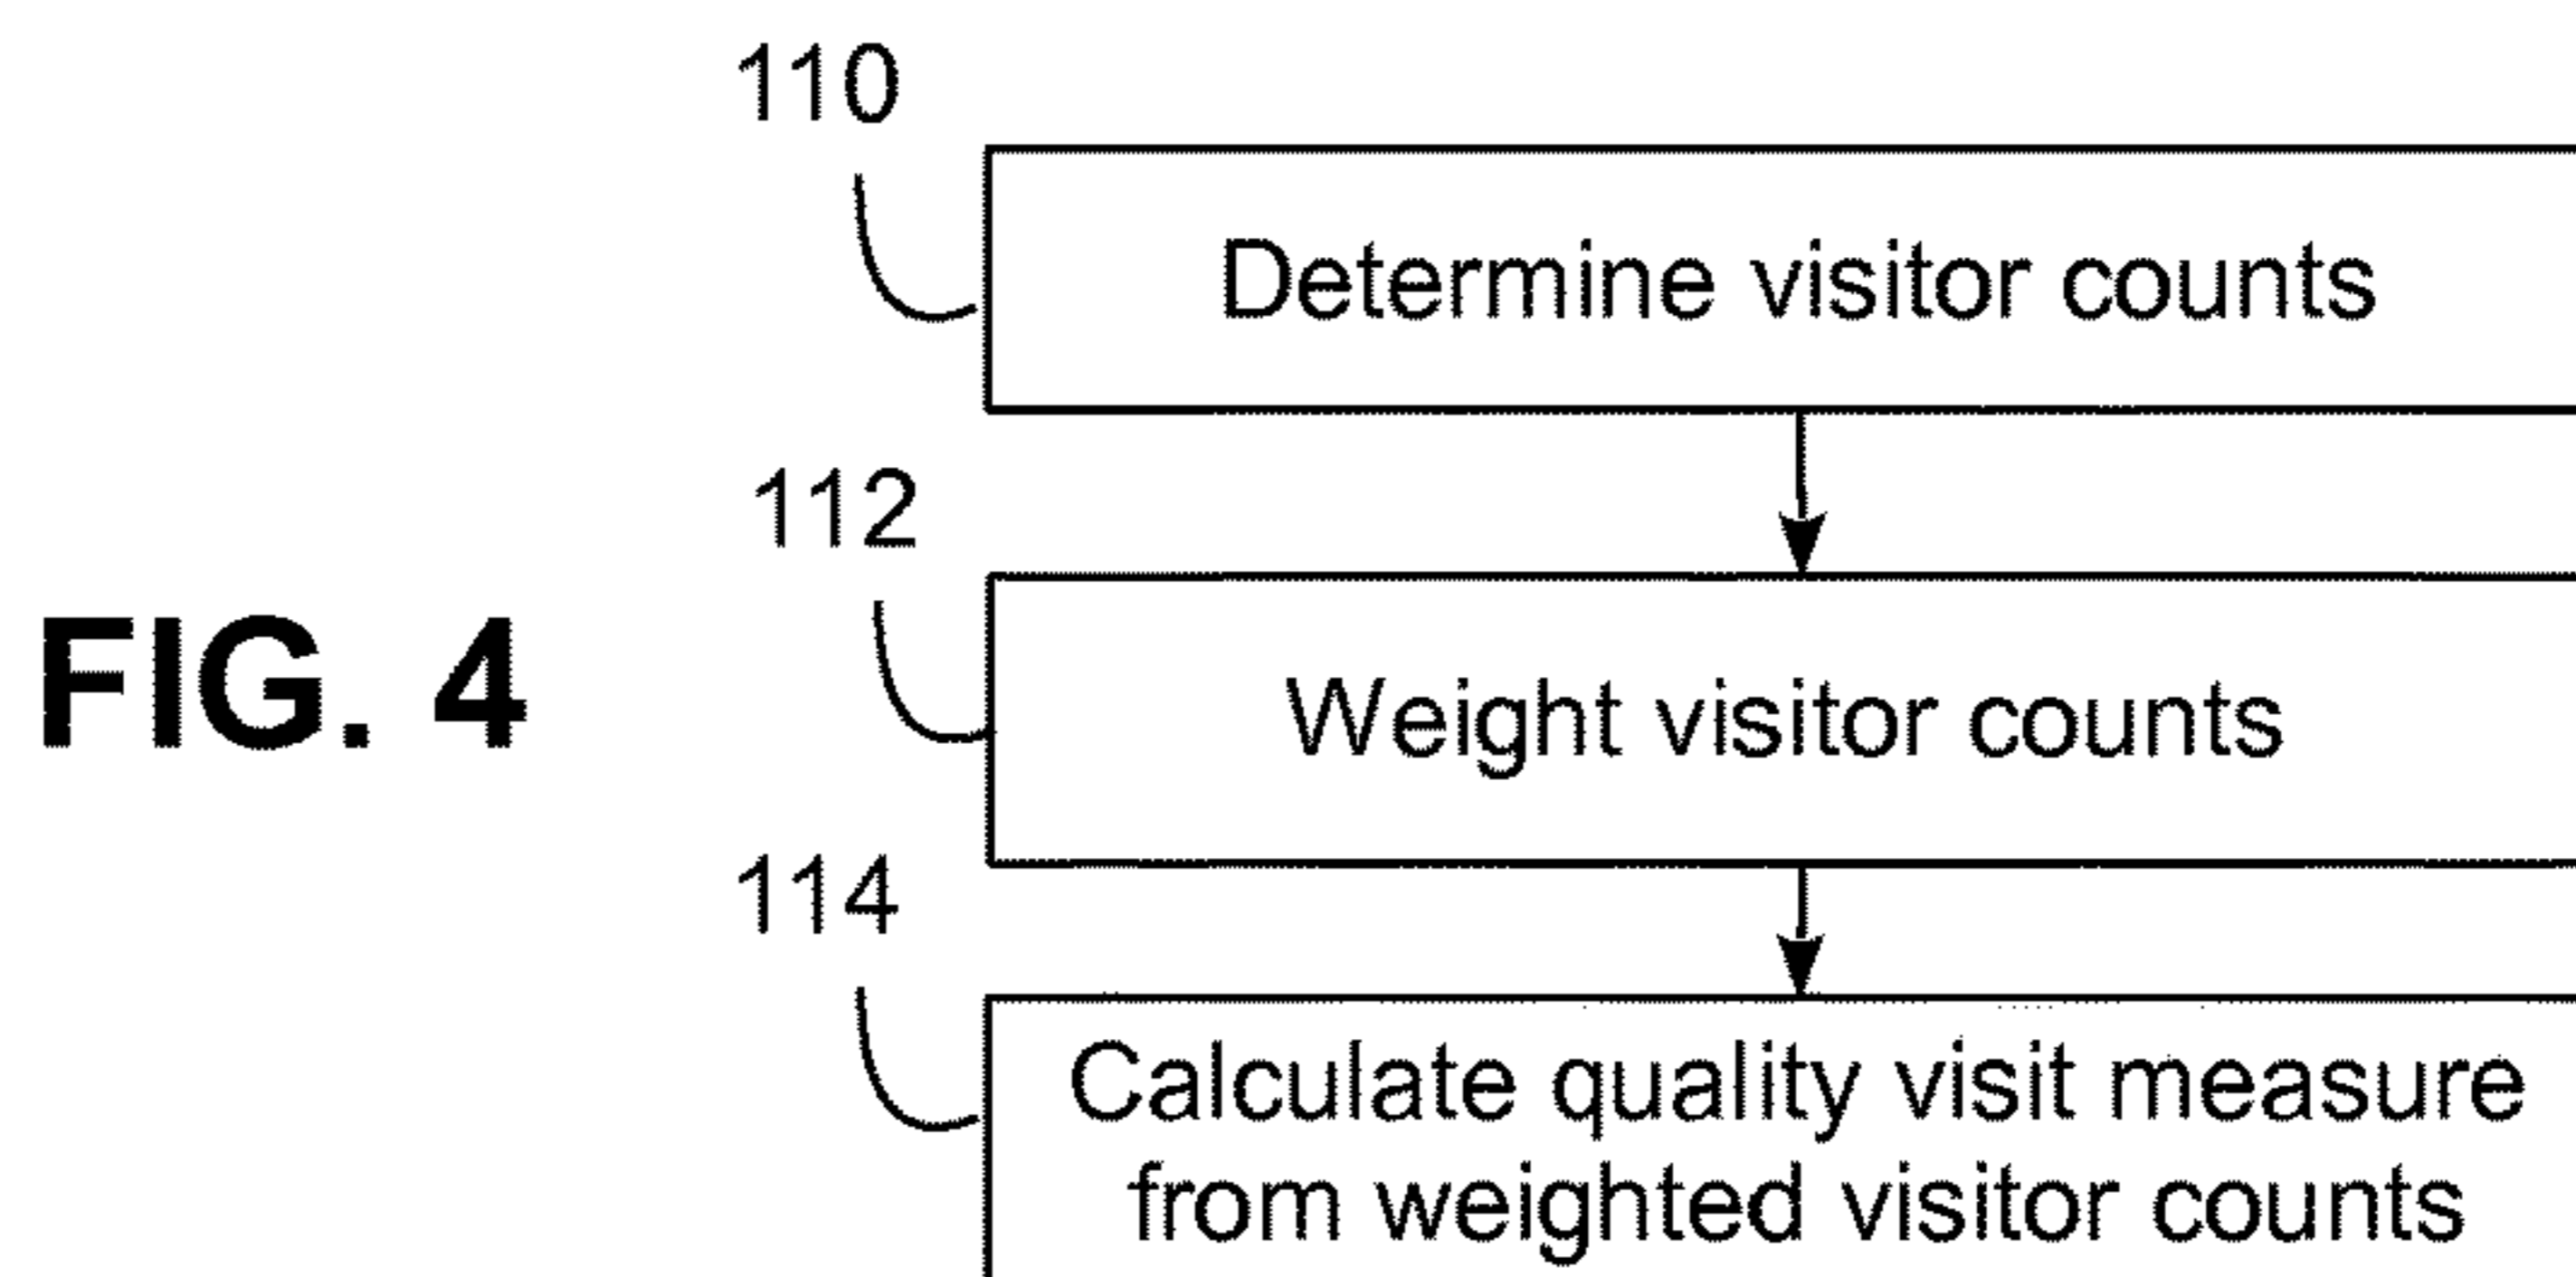 110
Determine visitor counts
112
FIG. 4
Weight visitor counts
114
Calculate quality visit measure
from weighted visitor counts